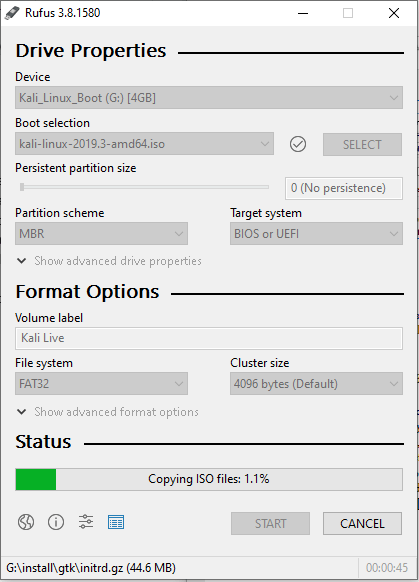 Rufus 3.8.1580
Drive Properties
Device
Kali_Linux_Boot (G:) [4GB]
Boot selection
kali-linux-2019.3-amd64.iso
SELECT
Persistent partition size
0 (No persistence)
Partition scheme Target system
MBR BIOS or UEFI
Show advanced drive properties
Format Options
Volume label
Kali Live
File system Cluster size
FAT32 4096 bytes (Default)
Show advanced format options
Status
Copying ISO files: 1.1%
START CANCEL
G:\install\gtk\initrd.gz (44.6 MB) 00:00:45